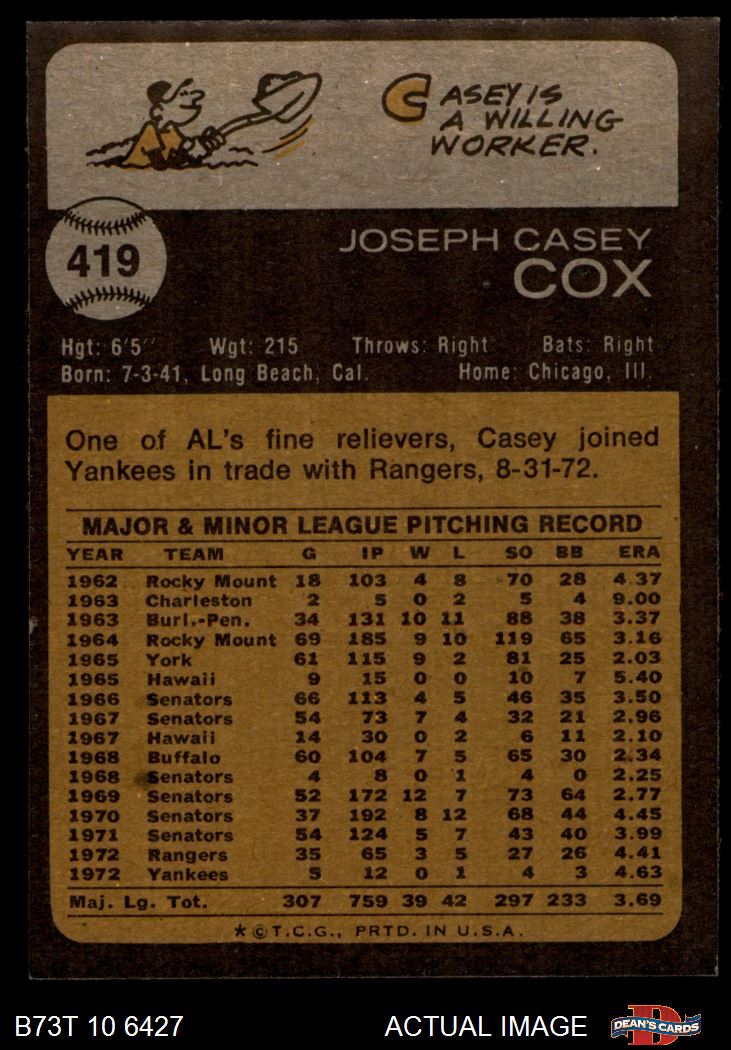 CASEY IS
A WILLING
WORKER.
419
JOSEPH CASEY
COX
Hgt: 6'5" Wgt: 215 Throws: Right Bats: Right
Born: 7-3-41, Long Beach, Cal. Home: Chicago, Ill.
One of AL's fine relievers, Casey joined
Yankees in trade with Rangers, 8-31-72.
MAJOR & MINOR LEAGUE PITCHING RECORD
YEAR TEAM G IP W L SO BB ERA
1962 Rocky Mount 18 103 4 8 70 28 4.37
1963 Charleston 2 5 0 2 5 4 9.00
1963 Burl.-Pen. 34 131 10 11 88 38 3.37
1964 Rocky Mount 69 185 9 10 119 65 3.16
1965 York 61 115 9 2 81 25 2.03
1965 Hawaii 9 15 0 0 10 7 5.40
1966 Senators 66 113 4 5 46 35 3.50
1967 Senators 54 73 7 4 32 21 2.96
1967 Hawaii 14 30 0 2 6 11 2.10
1968 Buffalo 60 104 7 5 65 30 2.34
1968 Senators 4 8 0 1 4 0 2.25
1969 Senators 52 172 12 7 73 64 2.77
1970 Senators 37 192 8 12 68 44 4.45
1971 Senators 54 124 5 7 43 40 3.99
1972 Rangers 35 65 3 5 27 26 4.41
1972 Yankees 5 12 0 1 4 3 4.63
Maj. Lg. Tot. 307 759 39 42 297 233 3.69
*©T.C.G., PRTD. IN U.S.A.
B73T 10 6427 ACTUAL IMAGE DEAN'S CARDS